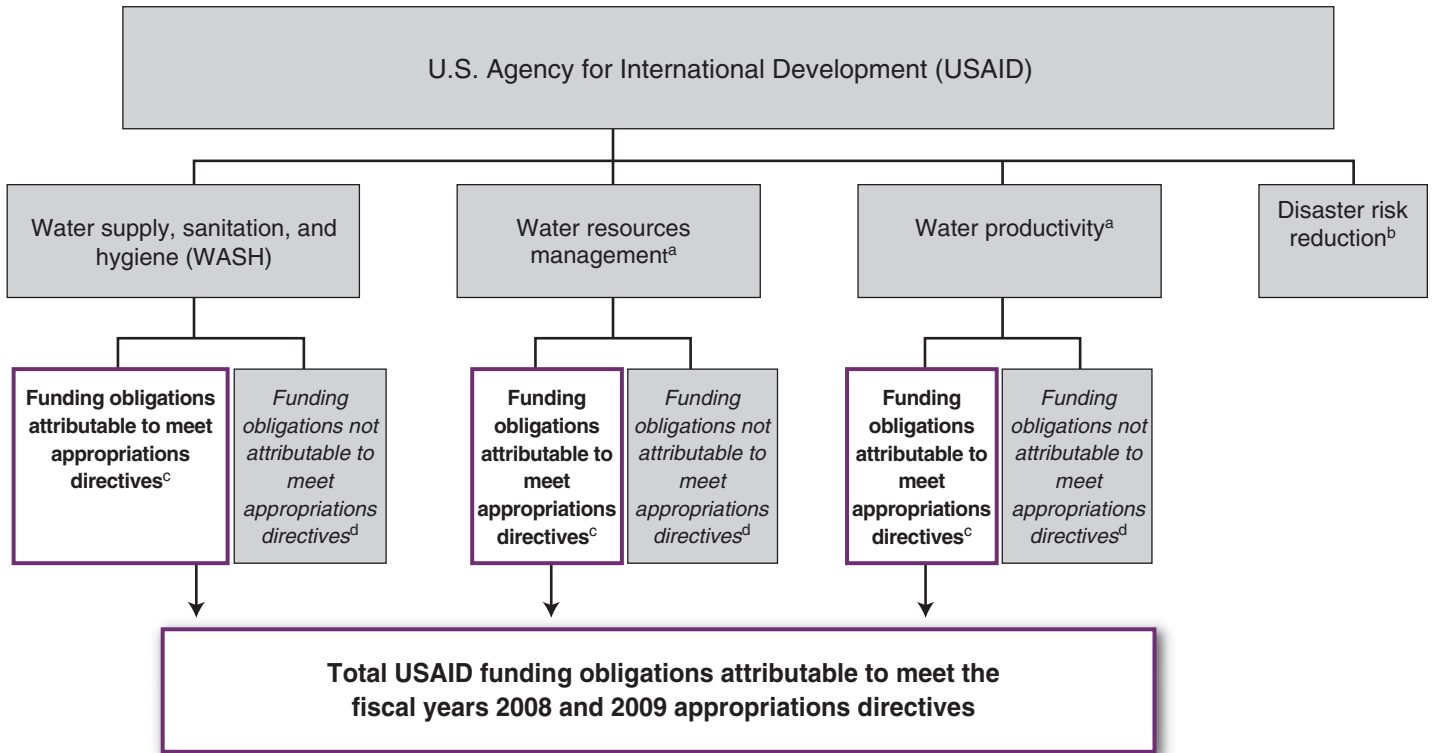 U.S. Agency for International Development (USAID)
Water supply, sanitation, and
hygiene (WASH)
Water resources
managementᵃ
Water productivityᵃ
Disaster risk
reductionᵇ
Funding obligations
attributable to meet
appropriations
directivesᶜ
Funding
obligations not
attributable to
meet
appropriations
directivesᵈ
Funding
obligations
attributable to
meet
appropriations
directivesᶜ
Funding
obligations not
attributable to
meet
appropriations
directivesᵈ
Funding
obligations
attributable to
meet
appropriations
directivesᶜ
Funding
obligations not
attributable to
meet
appropriations
directivesᵈ
Total USAID funding obligations attributable to meet the
fiscal years 2008 and 2009 appropriations directives